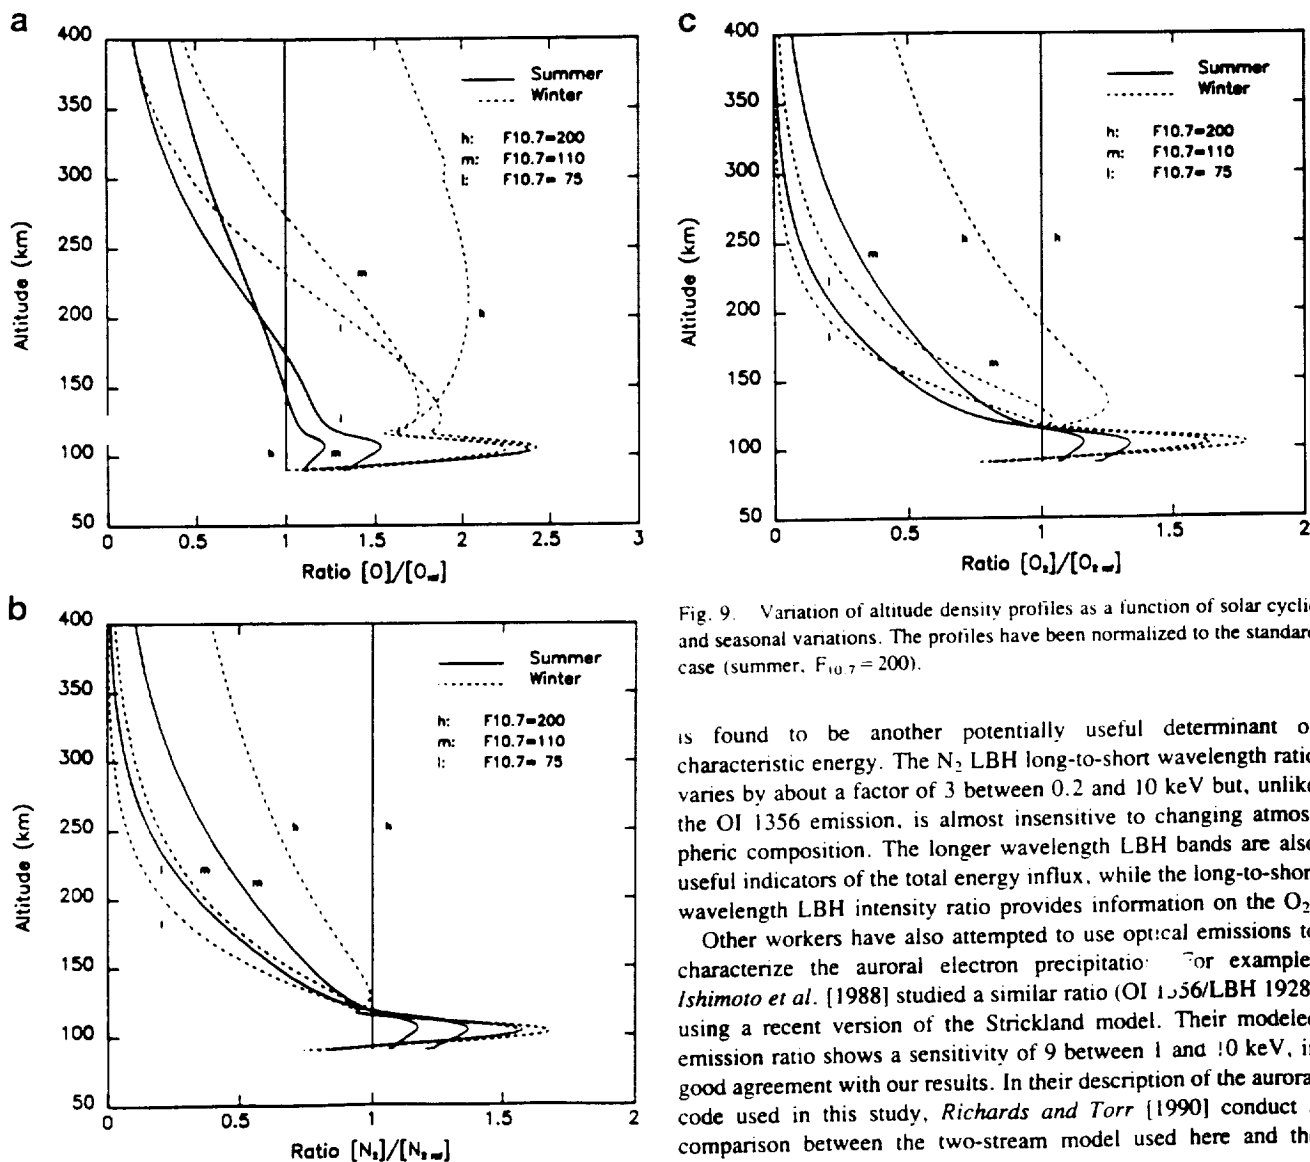 a
400
350
300
250
200
150
100
50
Altitude (km)
Summer
Winter
h: F10.7=200
m: F10.7=110
l: F10.7= 75
m
h
l
l
h
m
0 0.5 1 1.5 2 2.5 3
Ratio [O]/[O ref]
b
400
350
300
250
200
150
100
50
Altitude (km)
Summer
Winter
h: F10.7=200
m: F10.7=110
l: F10.7= 75
h
h
l
m
m
l
0 0.5 1 1.5 2
Ratio [N₂]/[N₂ ref]
c
400
350
300
250
200
150
100
50
Altitude (km)
Summer
Winter
h: F10.7=200
m: F10.7=110
l: F10.7= 75
h
h
m
l
l
m
0 0.5 1 1.5 2
Ratio [O₂]/[O₂ ref]
Fig. 9. Variation of altitude density profiles as a function of solar cyclic
and seasonal variations. The profiles have been normalized to the standard
case (summer, F10.7 = 200).
is found to be another potentially useful determinant o
characteristic energy. The N₂ LBH long-to-short wavelength ratio
varies by about a factor of 3 between 0.2 and 10 keV but, unlike
the OI 1356 emission, is almost insensitive to changing atmos
pheric composition. The longer wavelength LBH bands are also
useful indicators of the total energy influx, while the long-to-shor
wavelength LBH intensity ratio provides information on the O₂
Other workers have also attempted to use optical emissions to
characterize the auroral electron precipitatio For example
Ishimoto et al. [1988] studied a similar ratio (OI 1356/LBH 1928
using a recent version of the Strickland model. Their modeled
emission ratio shows a sensitivity of 9 between 1 and 10 keV, in
good agreement with our results. In their description of the aurora
code used in this study, Richards and Torr [1990] conduct
comparison between the two-stream model used here and the